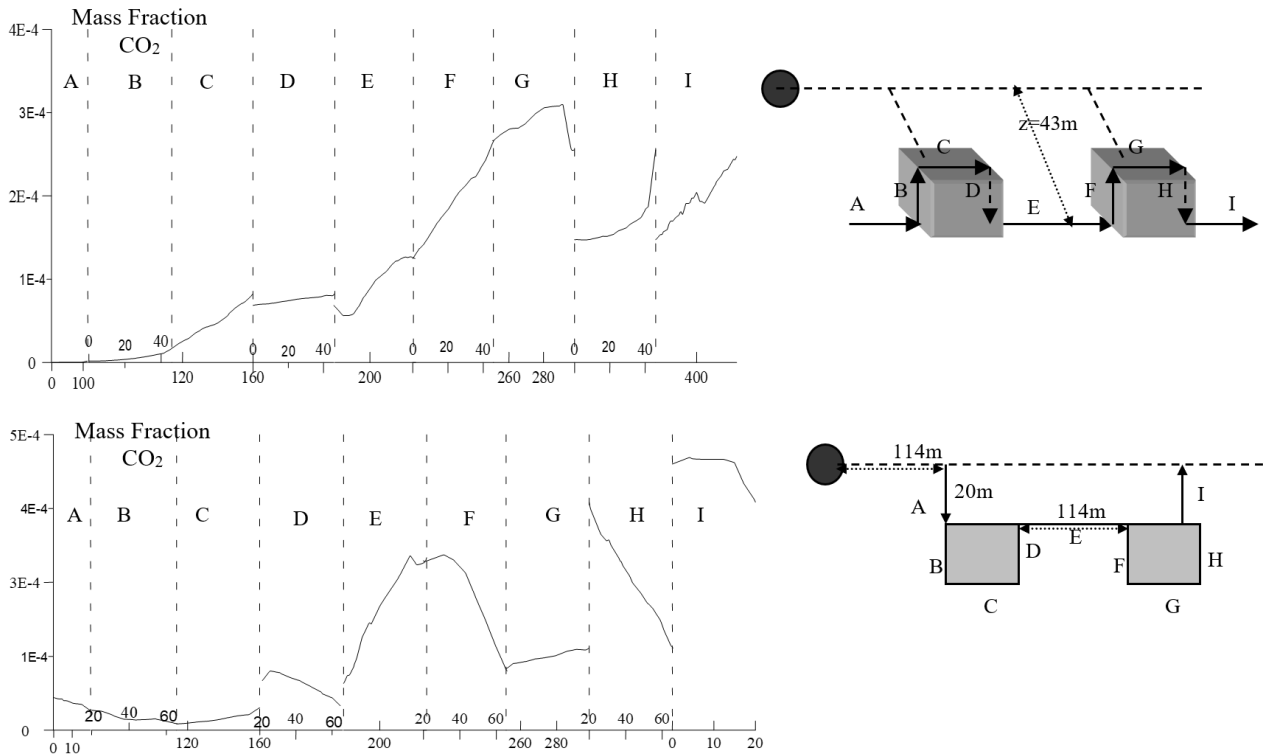 Mass Fraction
CO₂
4E-4
3E-4
2E-4
1E-4
0
A B C D E F G H I
0 20 40 0 20 40 0 20 40 0 20 40
0 100 120 160 200 260 280 400
z=43m
A B C D E F G H I
Mass Fraction
CO₂
5E-4
4E-4
3E-4
1E-4
0
A B C D E F G H I
20 40 60 20 40 60 20 40 60 20 40 60
0 10 120 160 200 260 280 0 10 20
114m
20m
114m
A B C D E F G H I